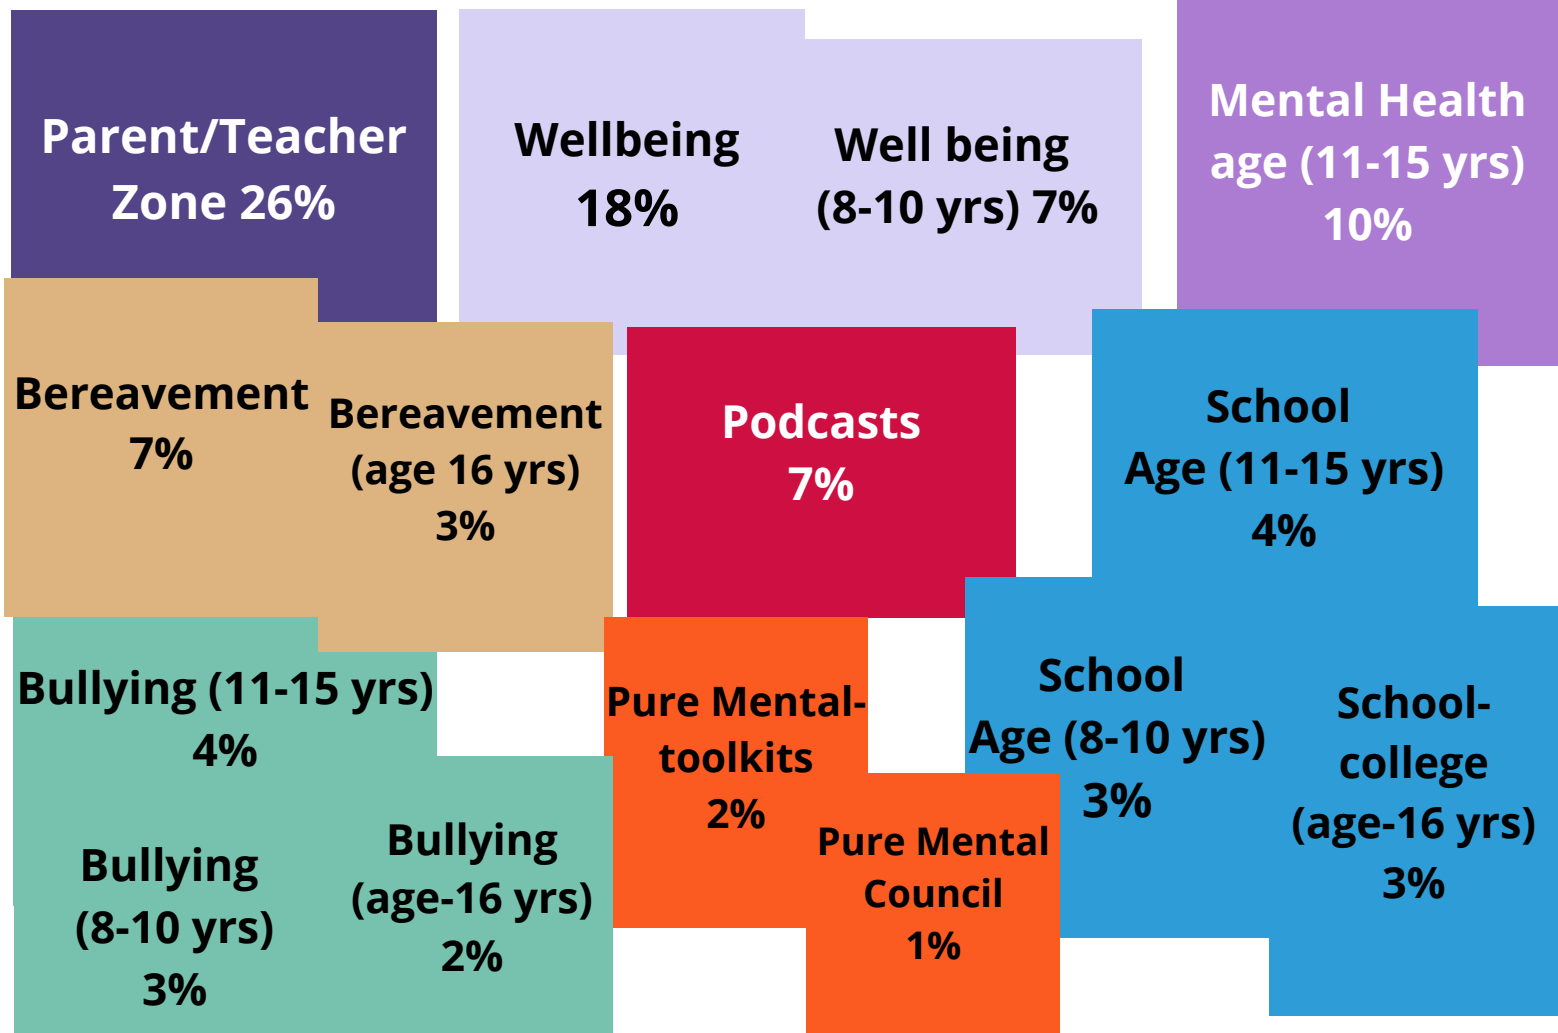 Parent/Teacher
Zone 26%
Wellbeing
18%
Well being
(8-10 yrs) 7%
Mental Health
age (11-15 yrs)
10%
Bereavement
7%
Bereavement
(age 16 yrs)
3%
Podcasts
7%
School
Age (11-15 yrs)
4%
Bullying (11-15 yrs)
4%
Bullying
(8-10 yrs)
3%
Bullying
(age-16 yrs)
2%
Pure Mental-
toolkits
2%
Pure Mental
Council
1%
School
Age (8-10 yrs)
3%
School-
college
(age-16 yrs)
3%